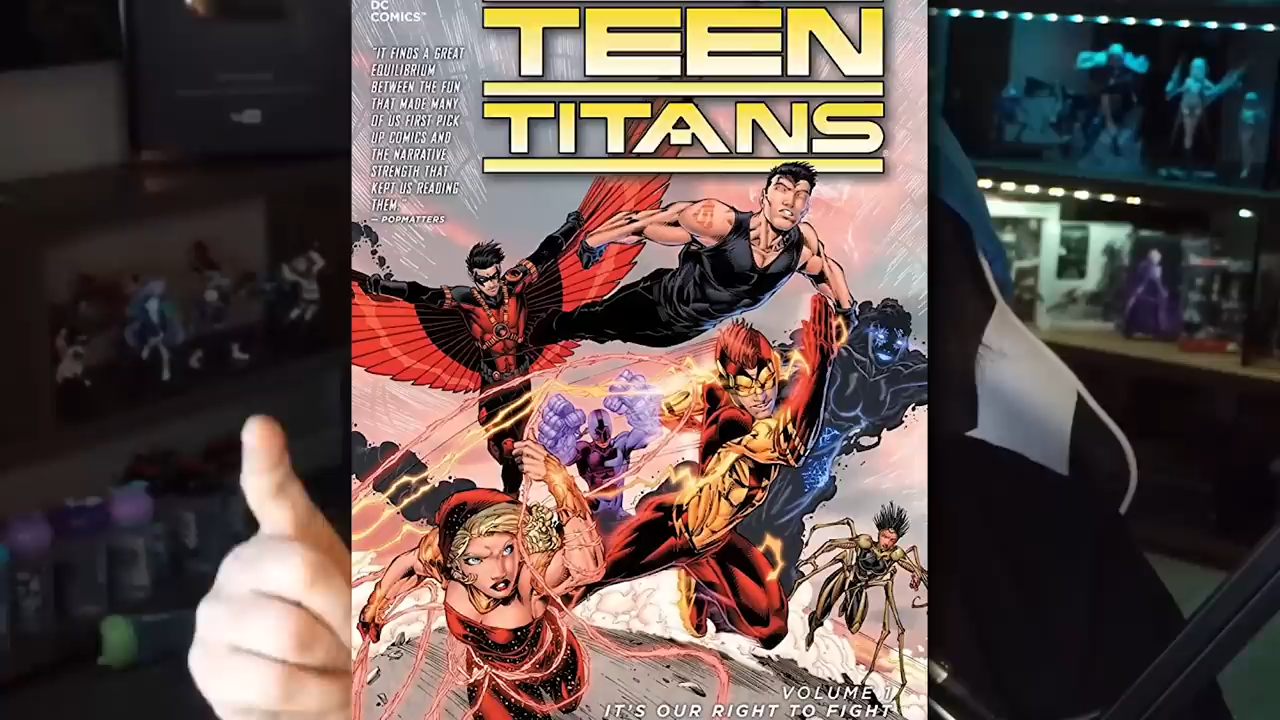 DC
COMICS™
"IT FINDS A GREAT
EQUILIBRIUM
BETWEEN THE FUN
THAT MADE MANY
OF US FIRST PICK
UP COMICS AND
THE NARRATIVE
STRENGTH THAT
KEPT US READING
THEM."
— POPMATTERS
TEEN
TITANS
VOLUME 1
IT'S OUR RIGHT TO FIGHT